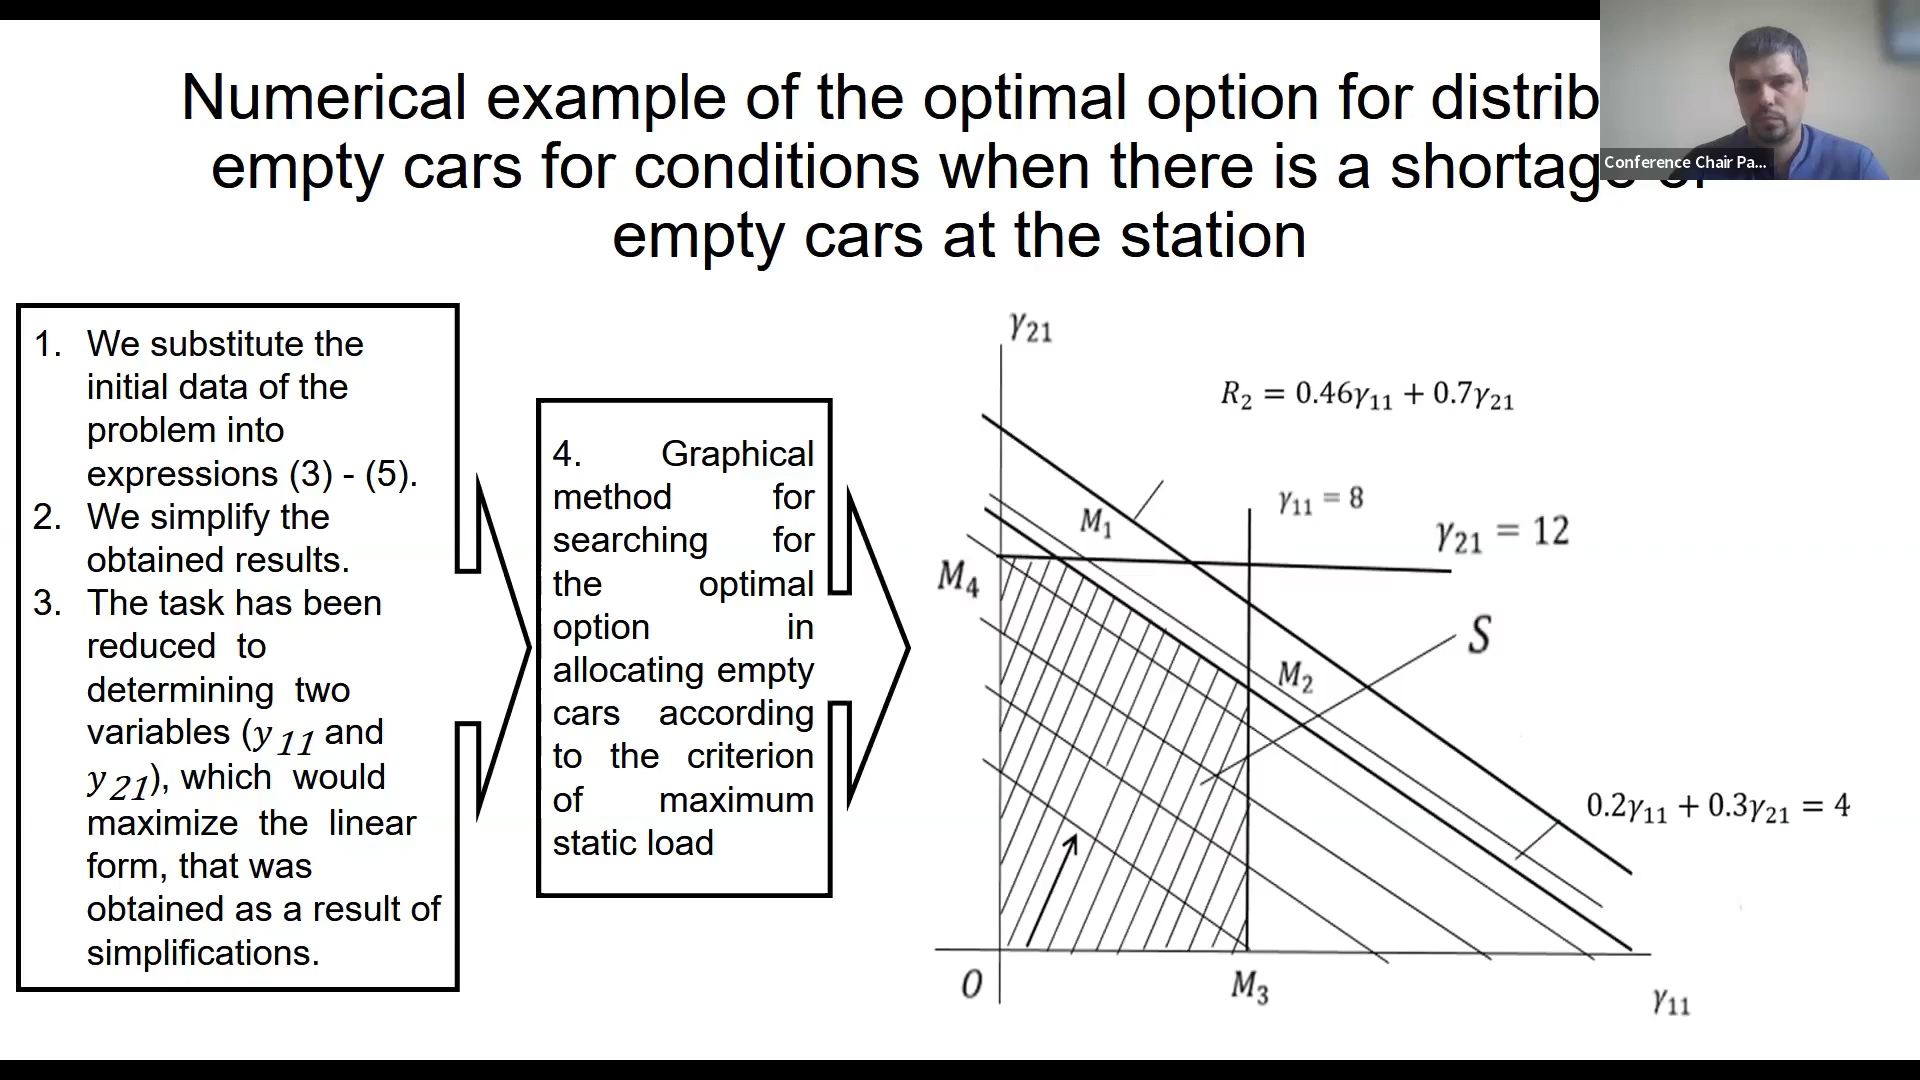 Numerical example of the optimal option for distrib
empty cars for conditions when there is a shortage of
empty cars at the station
Conference Chair Pa...
1. We substitute the
initial data of the
problem into
expressions (3) - (5).
2. We simplify the
obtained results.
3. The task has been
reduced to
determining two
variables (y₁₁ and
y₂₁), which would
maximize the linear
form, that was
obtained as a result of
simplifications.
4. Graphical
method for
searching for
the optimal
option in
allocating empty
cars according
to the criterion
of maximum
static load
γ₂₁
R₂ = 0.46γ₁₁ + 0.7γ₂₁
γ₁₁ = 8
M₁
γ₂₁ = 12
M₄
S
M₂
0.2γ₁₁ + 0.3γ₂₁ = 4
O
M₃
γ₁₁